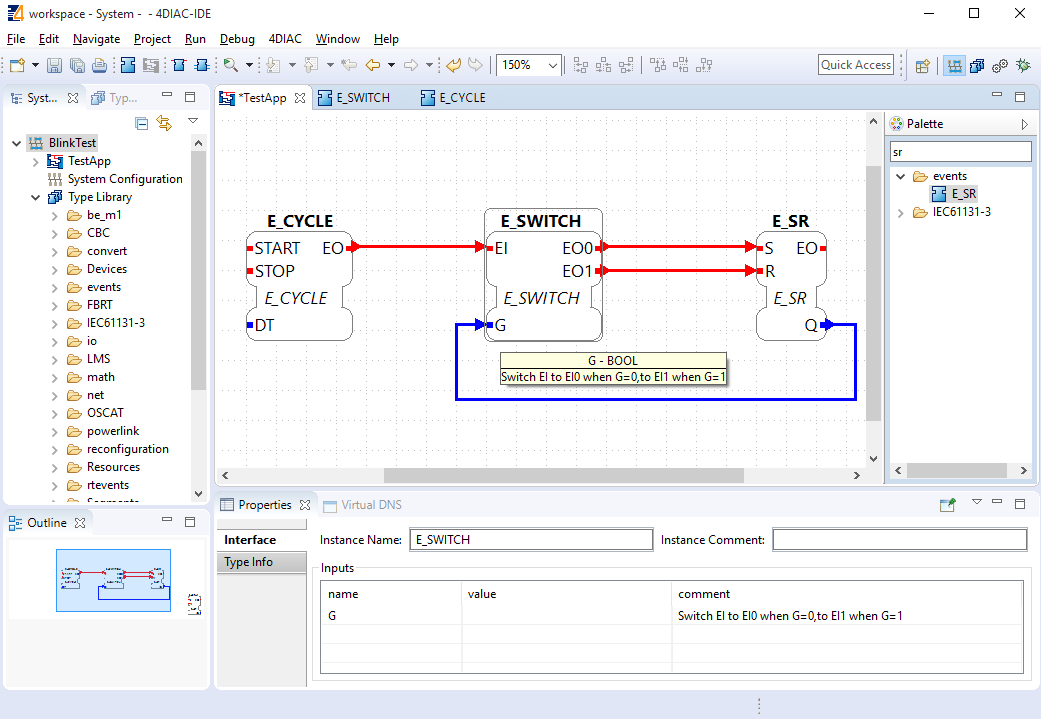 workspace - System - - 4DIAC-IDE
File Edit Navigate Project Run Debug 4DIAC Window Help
150% Quick Access
Syst... Typ...
BlinkTest
TestApp
System Configuration
Type Library
be_m1
CBC
convert
Devices
events
FBRT
IEC61131-3
io
LMS
math
net
OSCAT
powerlink
reconfiguration
Resources
rtevents
Segments
Outline
*TestApp E_SWITCH E_CYCLE
E_CYCLE
START EO
STOP
E_CYCLE
DT
E_SWITCH
EI EO0
EO1
E_SWITCH
G
E_SR
S EO
R
E_SR
Q
G - BOOL
Switch EI to EI0 when G=0,to EI1 when G=1
Palette
sr
events
E_SR
IEC61131-3
Properties Virtual DNS
Interface
Type Info
Instance Name: E_SWITCH Instance Comment:
Inputs
name value comment
G Switch EI to EI0 when G=0,to EI1 when G=1